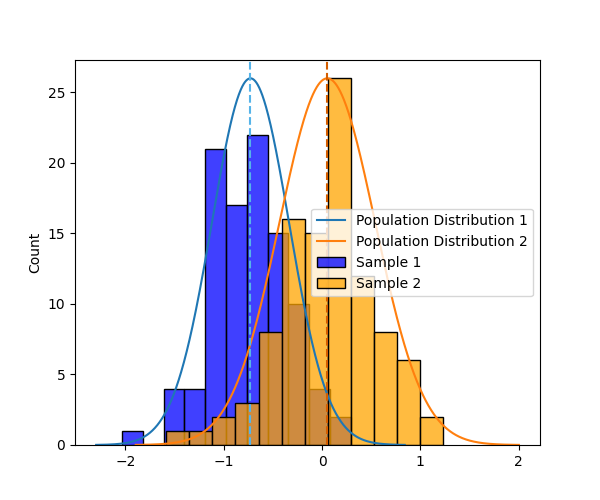 25
20
15
10
5
0
Count
Population Distribution 1
Population Distribution 2
Sample 1
Sample 2
−2 −1 0 1 2